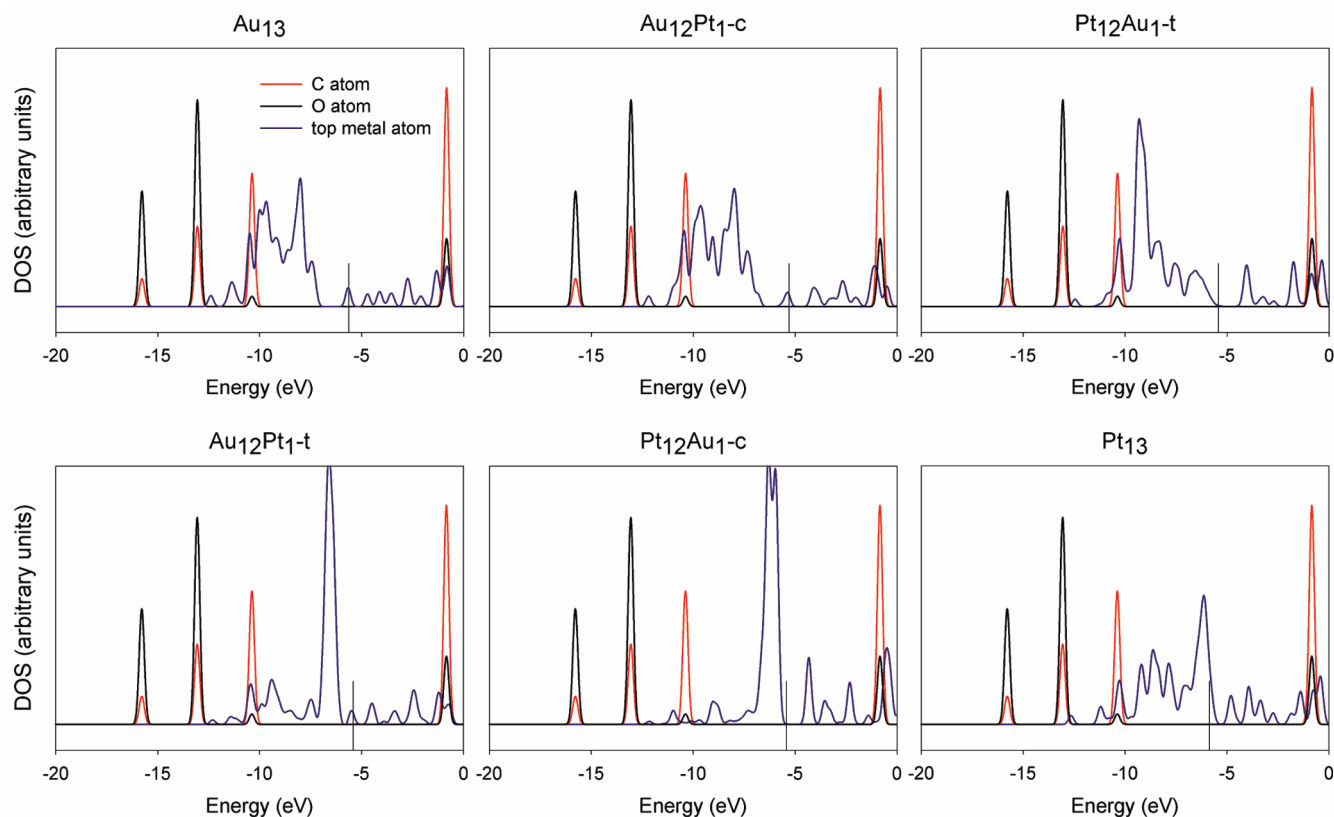 Au13 Au12Pt1-c Pt12Au1-t
C atom
O atom
top metal atom
DOS (arbitrary units)
-20 -15 -10 -5 0 -20 -15 -10 -5 0 -20 -15 -10 -5 0
Energy (eV) Energy (eV) Energy (eV)
Au12Pt1-t Pt12Au1-c Pt13
DOS (arbitrary units)
-20 -15 -10 -5 0 -20 -15 -10 -5 0 -20 -15 -10 -5 0
Energy (eV) Energy (eV) Energy (eV)